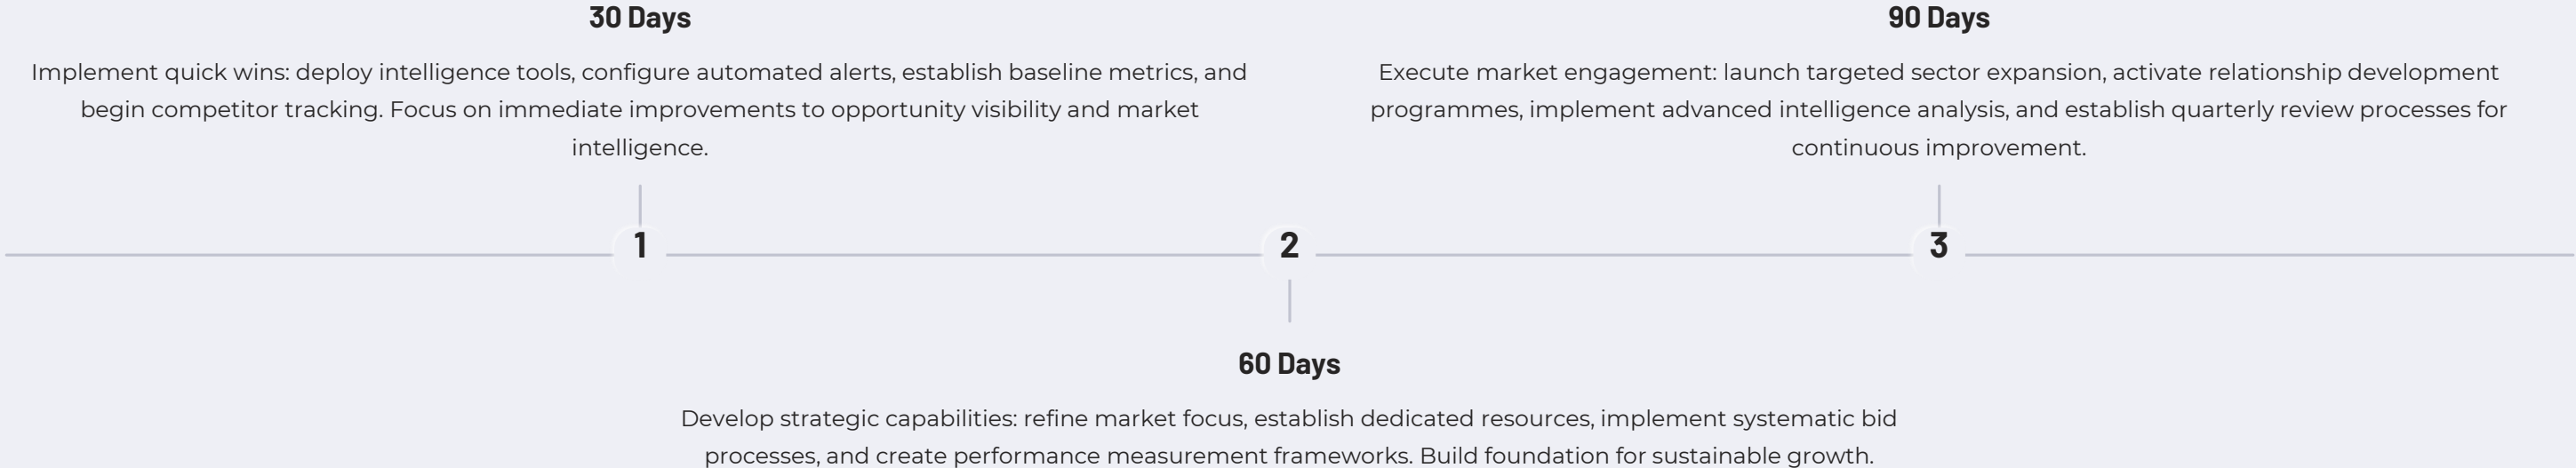 30 Days
Implement quick wins: deploy intelligence tools, configure automated alerts, establish baseline metrics, and
begin competitor tracking. Focus on immediate improvements to opportunity visibility and market
intelligence.
90 Days
Execute market engagement: launch targeted sector expansion, activate relationship development
programmes, implement advanced intelligence analysis, and establish quarterly review processes for
continuous improvement.
1
2
3
60 Days
Develop strategic capabilities: refine market focus, establish dedicated resources, implement systematic bid
processes, and create performance measurement frameworks. Build foundation for sustainable growth.